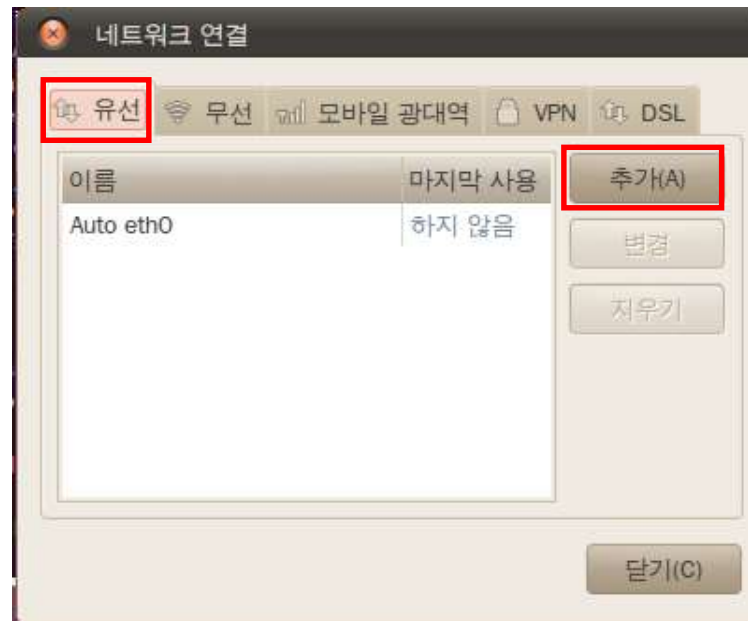 네트워크 연결
유선 무선 모바일 광대역 VPN DSL
이름 마지막 사용 추가(A)
Auto eth0 하지 않음 변경
지우기
닫기(C)